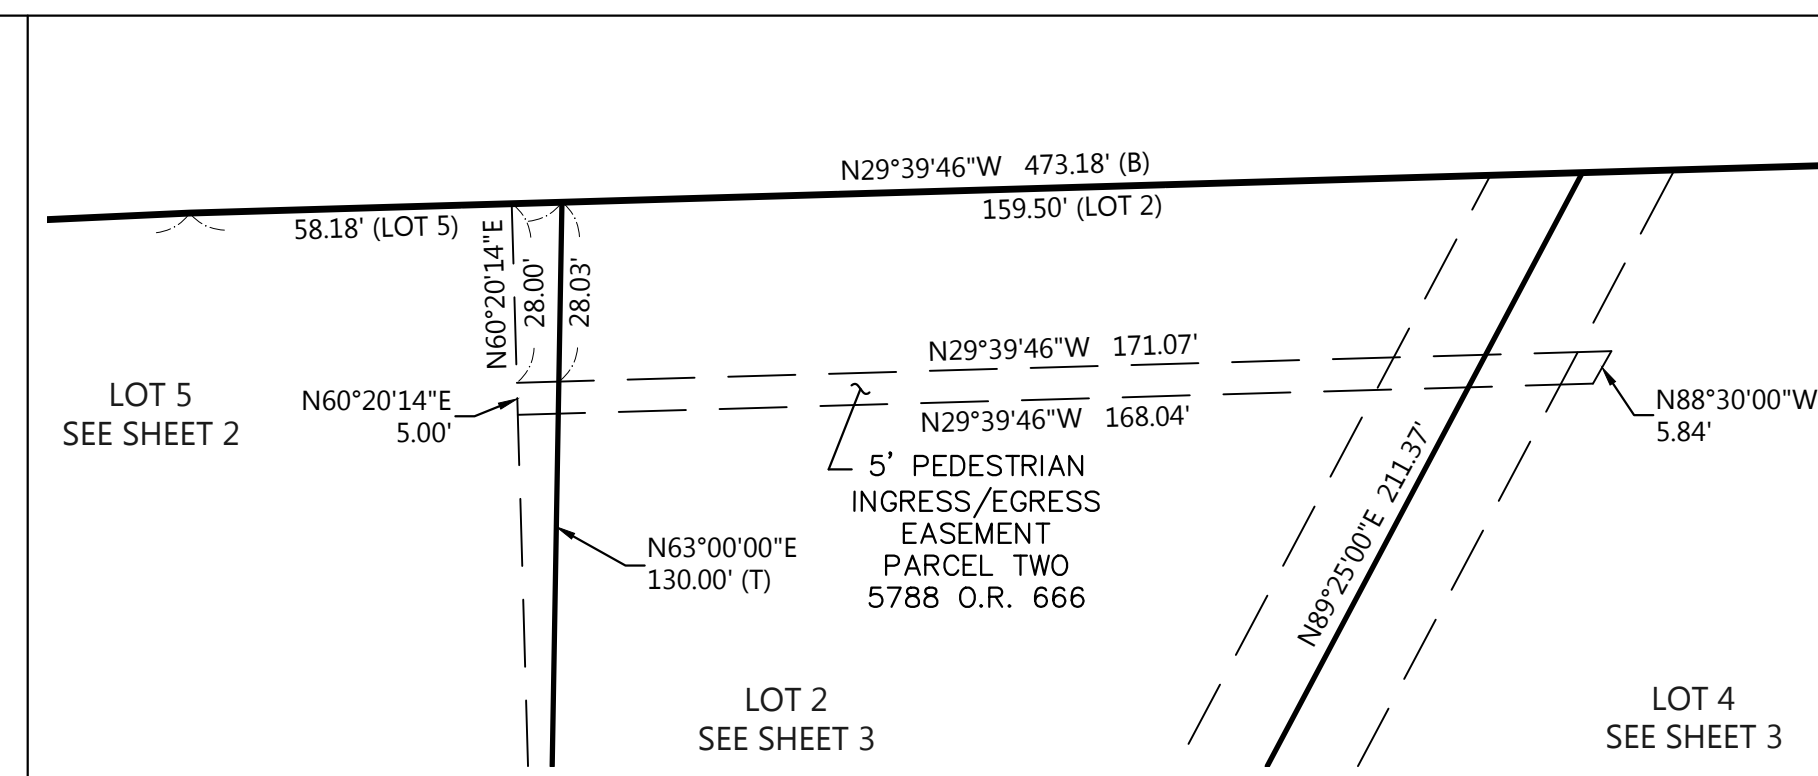 N29°39'46"W 473.18' (B)
58.18' (LOT 5)
159.50' (LOT 2)
N60°20'14"E
28.00'
28.03'
N29°39'46"W 171.07'
LOT 5
SEE SHEET 2
N60°20'14"E
5.00'
N29°39'46"W 168.04'
N88°30'00"W
5.84'
5' PEDESTRIAN
INGRESS/EGRESS
EASEMENT
PARCEL TWO
5788 O.R. 666
N63°00'00"E
130.00' (T)
N89°25'00"E 211.37'
LOT 2
SEE SHEET 3
LOT 4
SEE SHEET 3